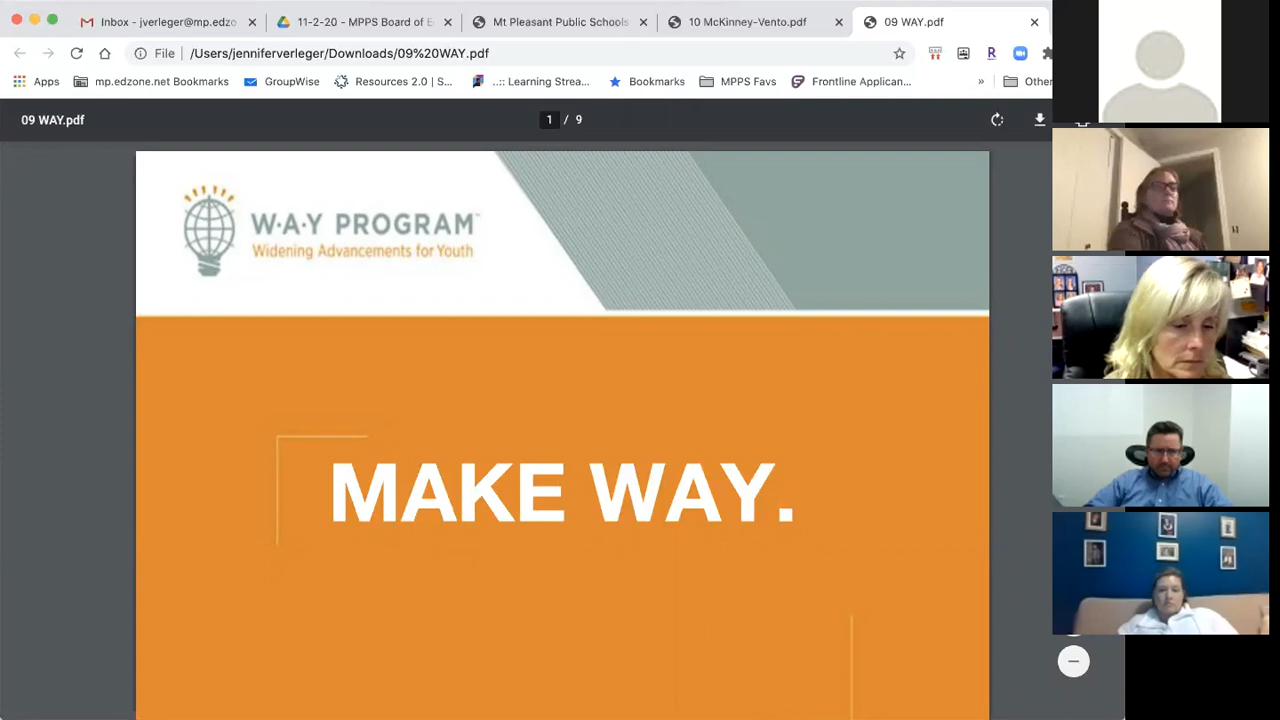 Inbox - jverleger@mp.edzo
11-2-20 - MPPS Board of E
Mt Pleasant Public Schools
10 McKinney-Vento.pdf
09 WAY.pdf
File
/Users/jenniferverleger/Downloads/09%20WAY.pdf
R
Apps
mp.edzone.net Bookmarks
GroupWise
Resources 2.0 | S...
..:: Learning Strea...
Bookmarks
MPPS Favs
Frontline Applican...
»
Other
09 WAY.pdf
1 / 9
W·A·Y PROGRAM™
Widening Advancements for Youth
MAKE WAY.